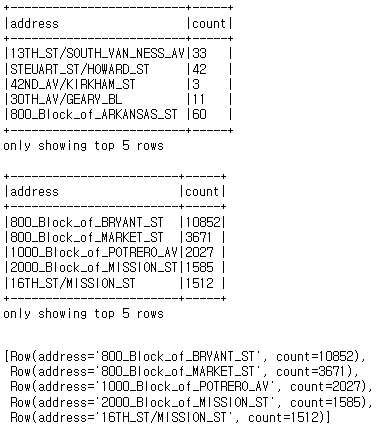 +-------------------------+-----+
|address                  |count|
+-------------------------+-----+
|13TH_ST/SOUTH_VAN_NESS_AV|33   |
|STEUART_ST/HOWARD_ST     |42   |
|42ND_AV/KIRKHAM_ST       |3    |
|30TH_AV/GEARY_BL         |11   |
|800_Block_of_ARKANSAS_ST |60   |
+-------------------------+-----+
only showing top 5 rows

+------------------------+-----+
|address                 |count|
+------------------------+-----+
|800_Block_of_BRYANT_ST  |10852|
|800_Block_of_MARKET_ST  |3671 |
|1000_Block_of_POTRERO_AV|2027 |
|2000_Block_of_MISSION_ST|1585 |
|16TH_ST/MISSION_ST      |1512 |
+------------------------+-----+
only showing top 5 rows

[Row(address='800_Block_of_BRYANT_ST', count=10852),
 Row(address='800_Block_of_MARKET_ST', count=3671),
 Row(address='1000_Block_of_POTRERO_AV', count=2027),
 Row(address='2000_Block_of_MISSION_ST', count=1585),
 Row(address='16TH_ST/MISSION_ST', count=1512)]